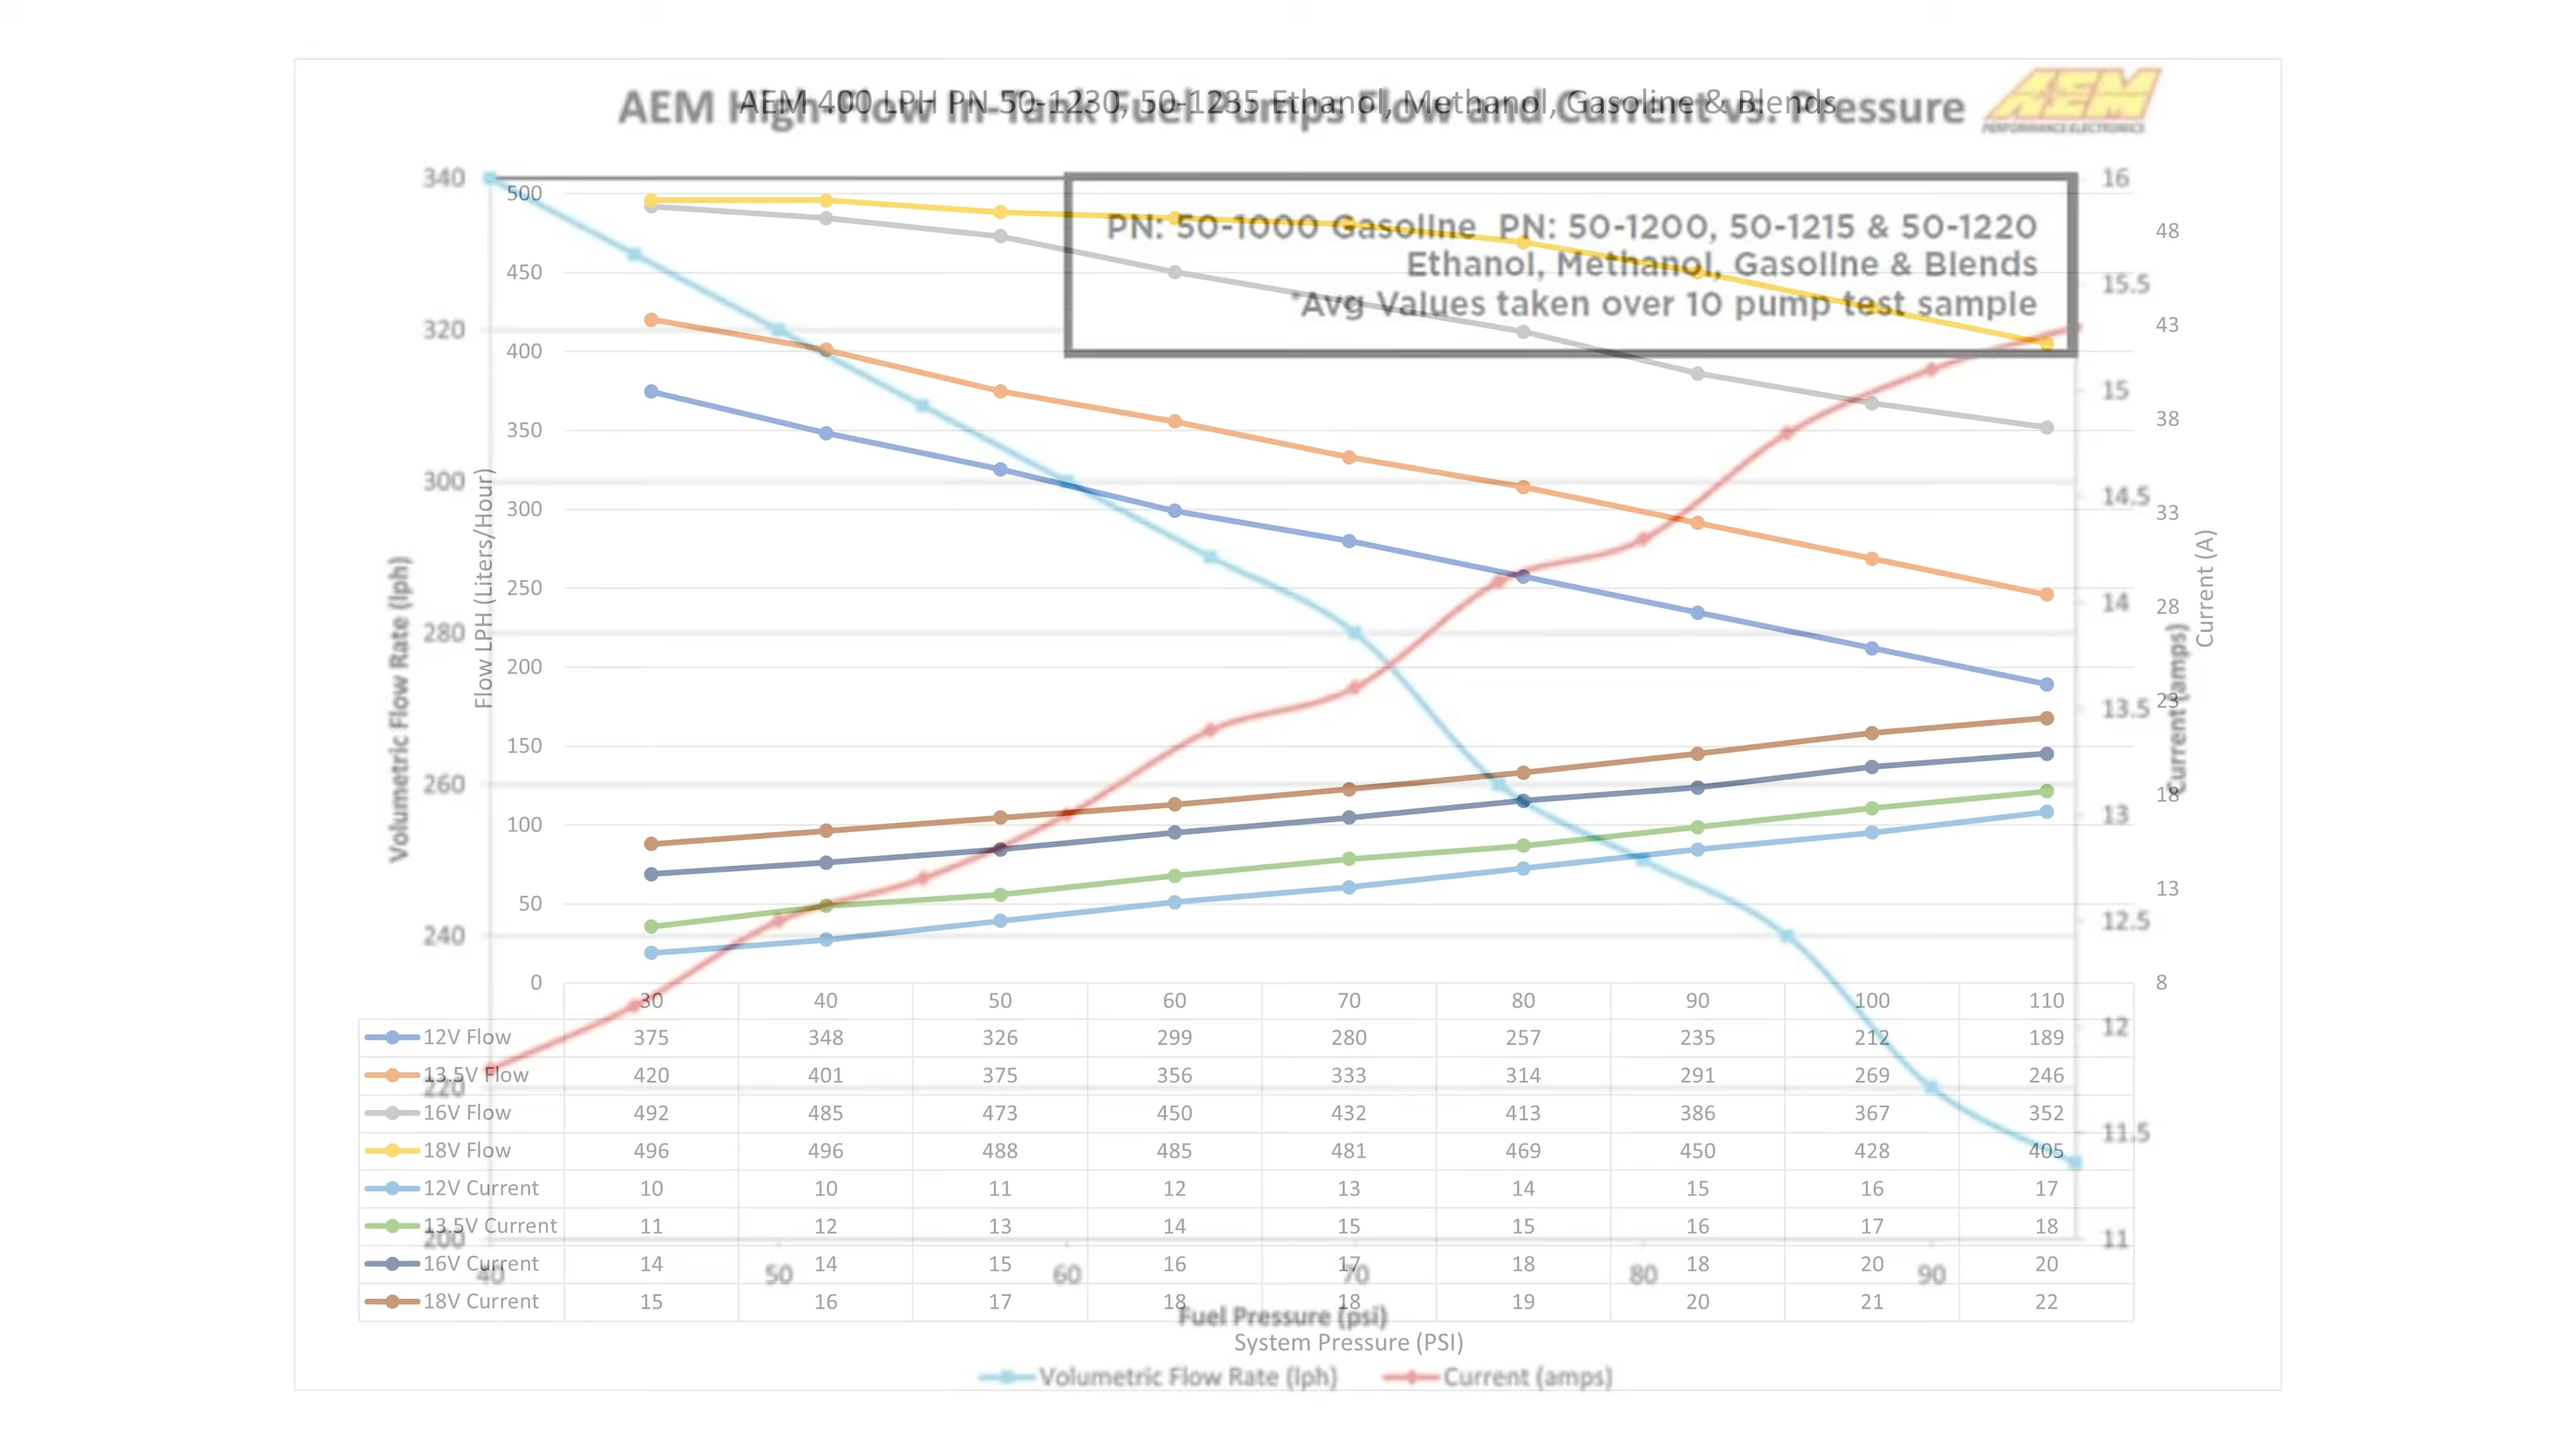 AEM 400 LPH PN 50-1230, 50-1285 Ethanol, Methanol, Gasoline & Blends
AEM High-Flow In-Tank Fuel Pumps Flow and Current vs. Pressure
AEM
PERFORMANCE ELECTRONICS
PN: 50-1000 Gasoline PN: 50-1200, 50-1215 & 50-1220
Ethanol, Methanol, Gasoline & Blends
*Avg Values taken over 10 pump test sample
Volumetric Flow Rate (lph)
340
320
300
280
260
240
220
200
Flow LPH (Liters/Hour)
500
450
400
350
300
250
200
150
100
50
0
16
15.5
15
14.5
14
13.5
13
12.5
12
11.5
11
Current (amps)
48
43
38
33
28
23
18
13
8
Current (A)
30 40 50 60 70 80 90 100 110
12V Flow 375 348 326 299 280 257 235 212 189
13.5V Flow 420 401 375 356 333 314 291 269 246
16V Flow 492 485 473 450 432 413 386 367 352
18V Flow 496 496 488 485 481 469 450 428 405
12V Current 10 10 11 12 13 14 15 16 17
13.5V Current 11 12 13 14 15 15 16 17 18
16V Current 14 14 15 16 17 18 18 20 20
18V Current 15 16 17 18 18 19 20 21 22
40 50 60 70 80 90
Fuel Pressure (psi)
System Pressure (PSI)
Volumetric Flow Rate (lph) Current (amps)